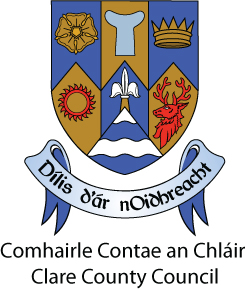 Dílis d'ár nOidhreacht
Comhairle Contae an Chláir
Clare County Council